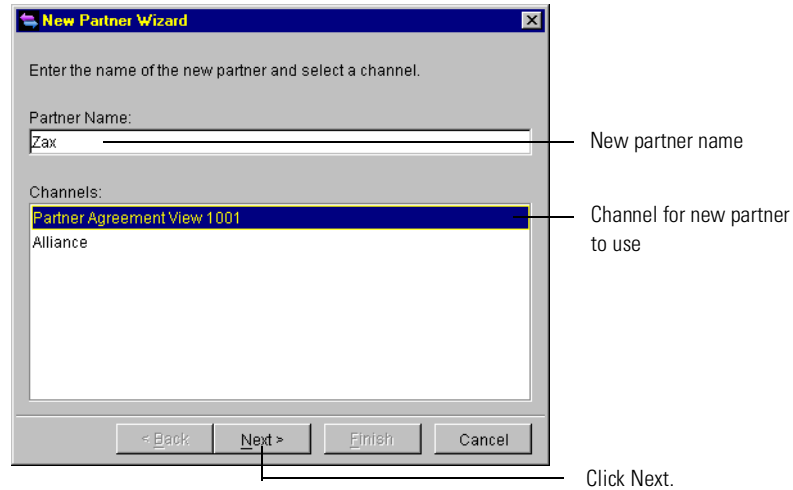 New Partner Wizard
Enter the name of the new partner and select a channel.
Partner Name:
Zax
New partner name
Channels:
Partner Agreement View 1001
Alliance
Channel for new partner
to use
< Back
Next >
Finish
Cancel
Click Next.